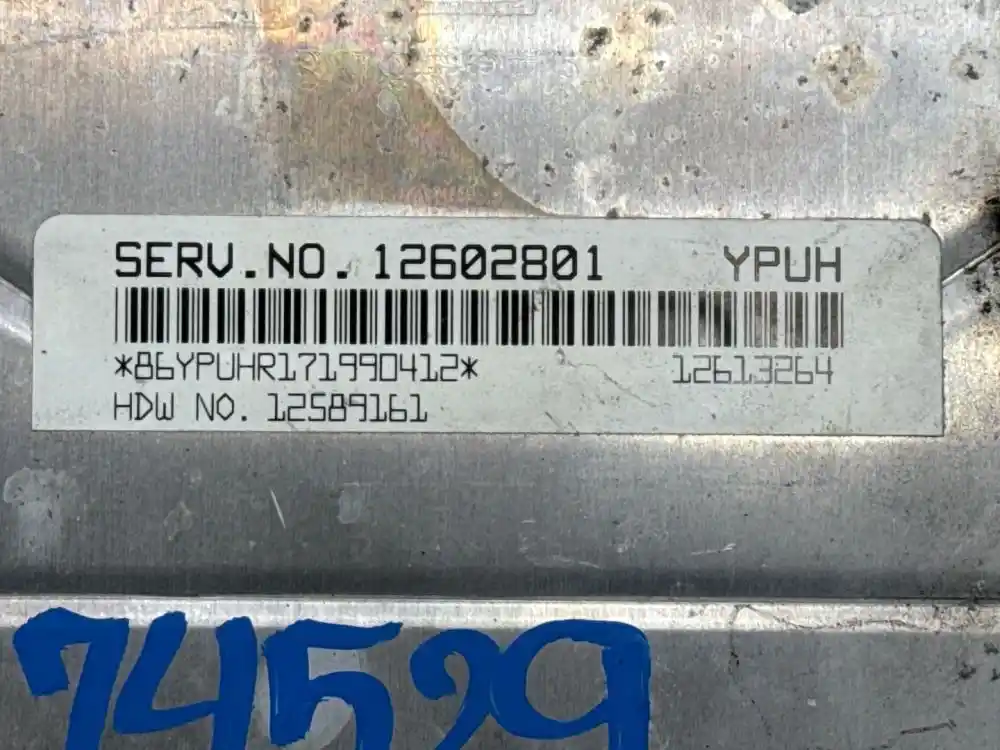 SERV.NO. 12602801 YPUH
*86YPUHR171990412* 12613264
HDW NO. 12589161
74529